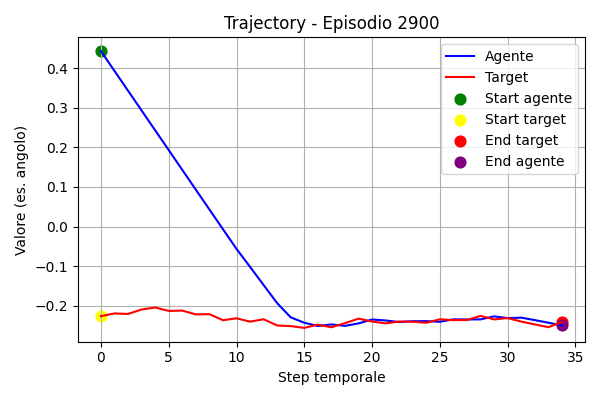 Trajectory - Episodio 2900
Valore (es. angolo)
0.4
0.3
0.2
0.1
0.0
−0.1
−0.2
Agente
Target
Start agente
Start target
End target
End agente
0 5 10 15 20 25 30 35
Step temporale